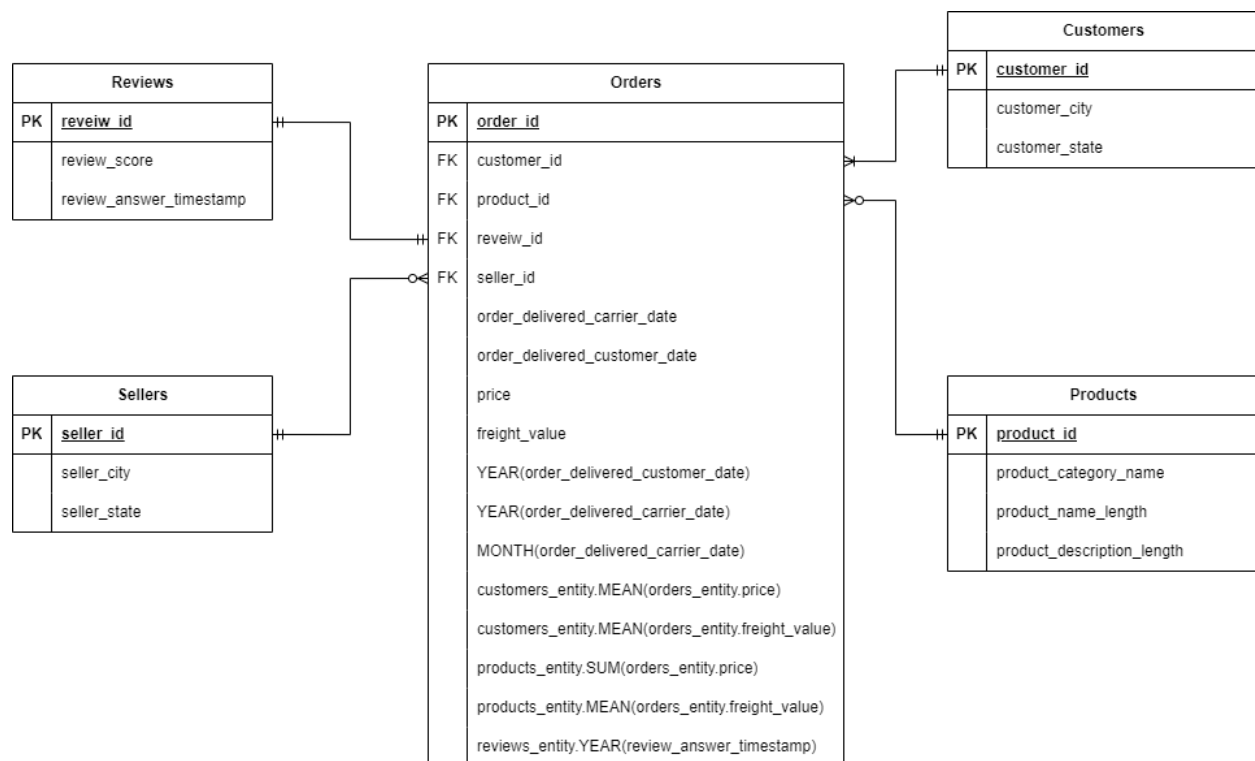 Reviews
PK reveiw_id
review_score
review_answer_timestamp
Sellers
PK seller_id
seller_city
seller_state
Orders
PK order_id
FK customer_id
FK product_id
FK reveiw_id
FK seller_id
order_delivered_carrier_date
order_delivered_customer_date
price
freight_value
YEAR(order_delivered_customer_date)
YEAR(order_delivered_carrier_date)
MONTH(order_delivered_carrier_date)
customers_entity.MEAN(orders_entity.price)
customers_entity.MEAN(orders_entity.freight_value)
products_entity.SUM(orders_entity.price)
products_entity.MEAN(orders_entity.freight_value)
reviews_entity.YEAR(review_answer_timestamp)
Customers
PK customer_id
customer_city
customer_state
Products
PK product_id
product_category_name
product_name_length
product_description_length